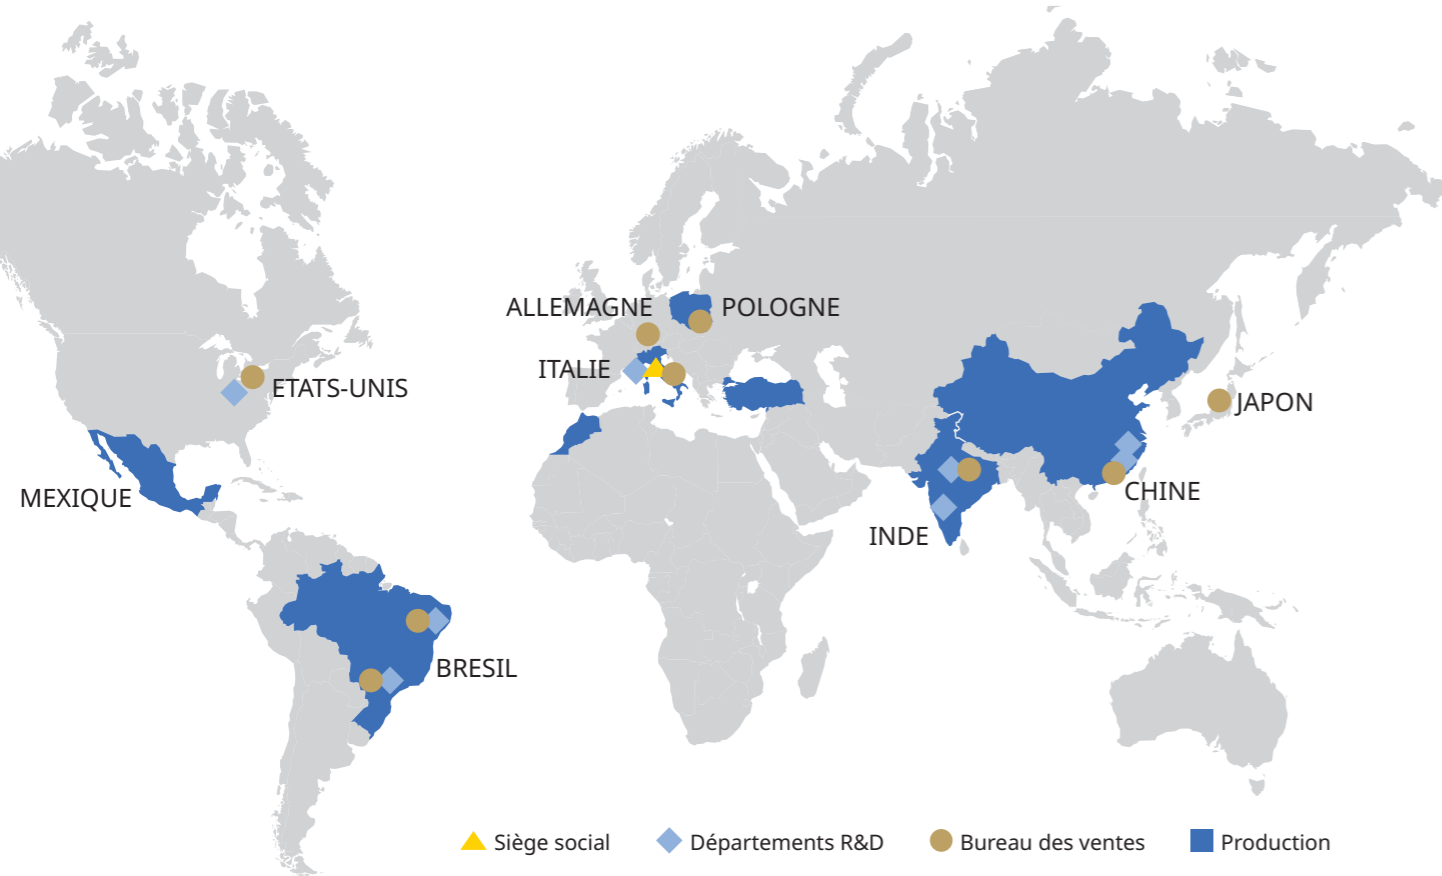 ALLEMAGNE
POLOGNE
ITALIE
ETATS-UNIS
JAPON
MEXIQUE
CHINE
INDE
BRESIL
Siège social
Départements R&D
Bureau des ventes
Production